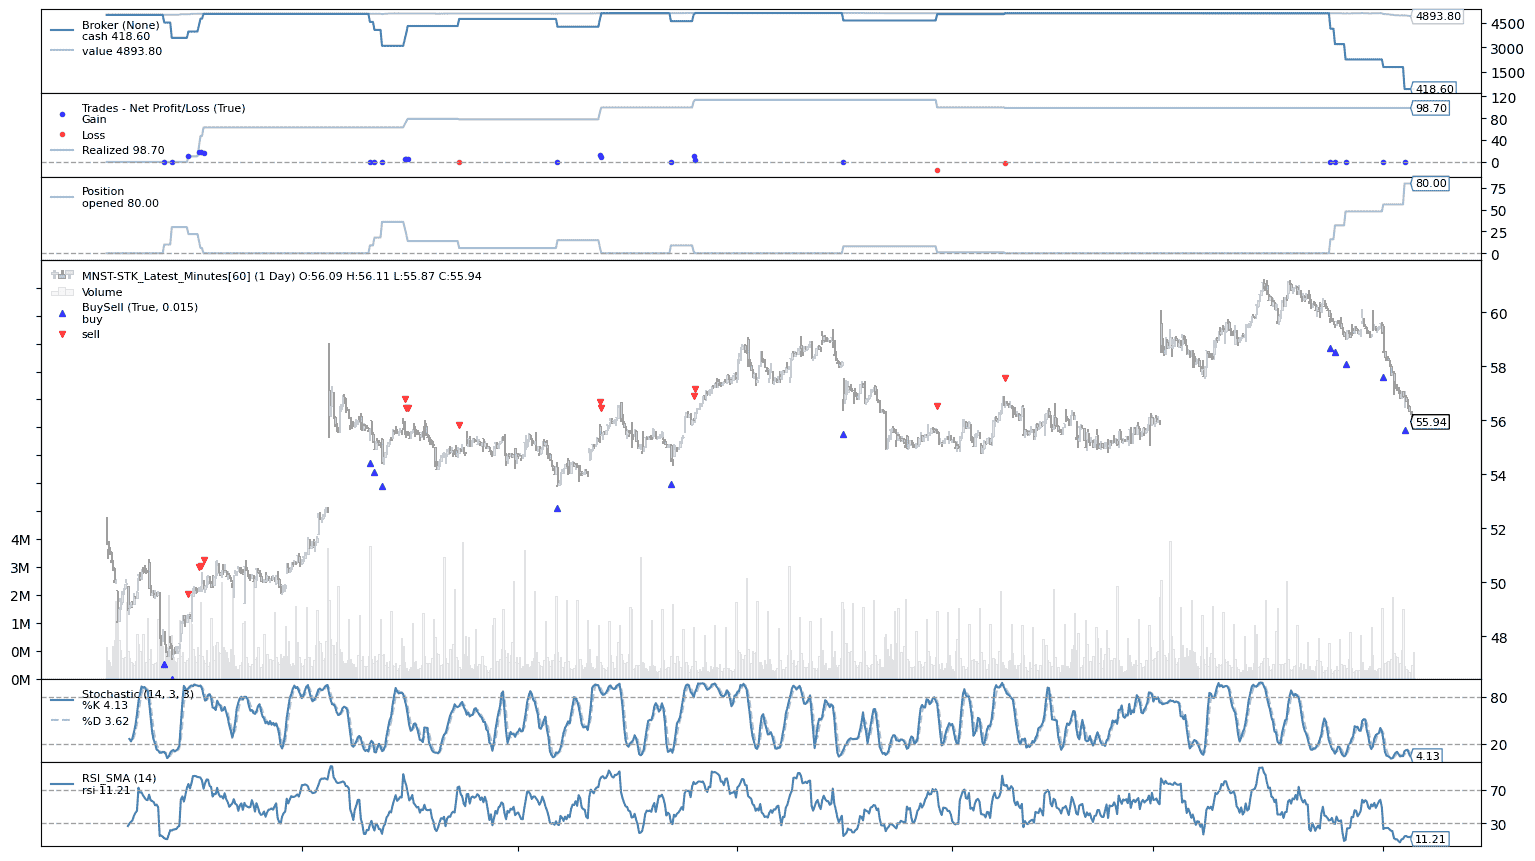 Broker (None)
cash 418.60
value 4893.80
4893.80
4500
3000
1500
418.60
Trades - Net Profit/Loss (True)
Gain
Loss
Realized 98.70
120
98.70
80
40
0
Position
opened 80.00
80.00
75
50
25
0
MNST-STK_Latest_Minutes[60] (1 Day) O:56.09 H:56.11 L:55.87 C:55.94
Volume
BuySell (True, 0.015)
buy
sell
60
58
56
55.94
54
52
50
48
4M
3M
2M
1M
0M
0M
Stochastic (14, 3, 3)
%K 4.13
%D 3.62
80
20
4.13
RSI_SMA (14)
rsi 11.21
70
30
11.21